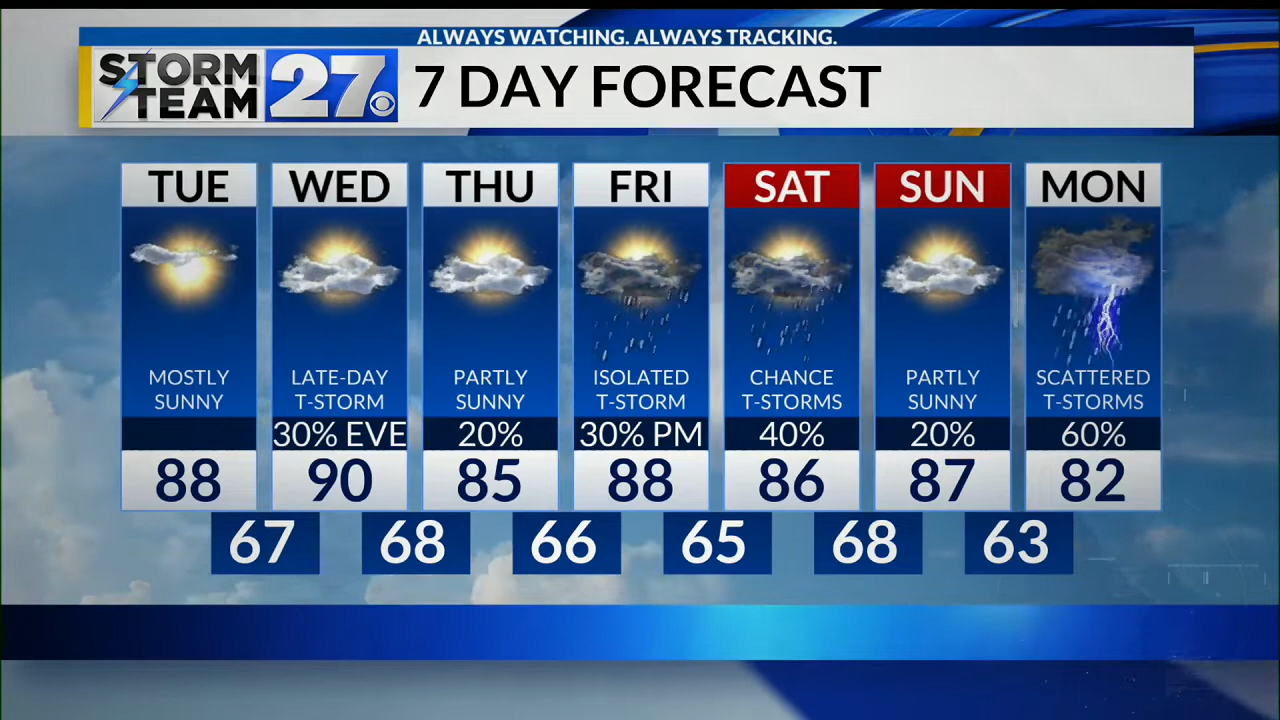 ALWAYS WATCHING. ALWAYS TRACKING.
STORM
TEAM
27
7 DAY FORECAST
TUE WED THU FRI SAT SUN MON
MOSTLY LATE-DAY PARTLY ISOLATED CHANCE PARTLY SCATTERED
SUNNY T-STORM SUNNY T-STORM T-STORMS SUNNY T-STORMS
30% EVE 20% 30% PM 40% 20% 60%
88 90 85 88 86 87 82
67 68 66 65 68 63